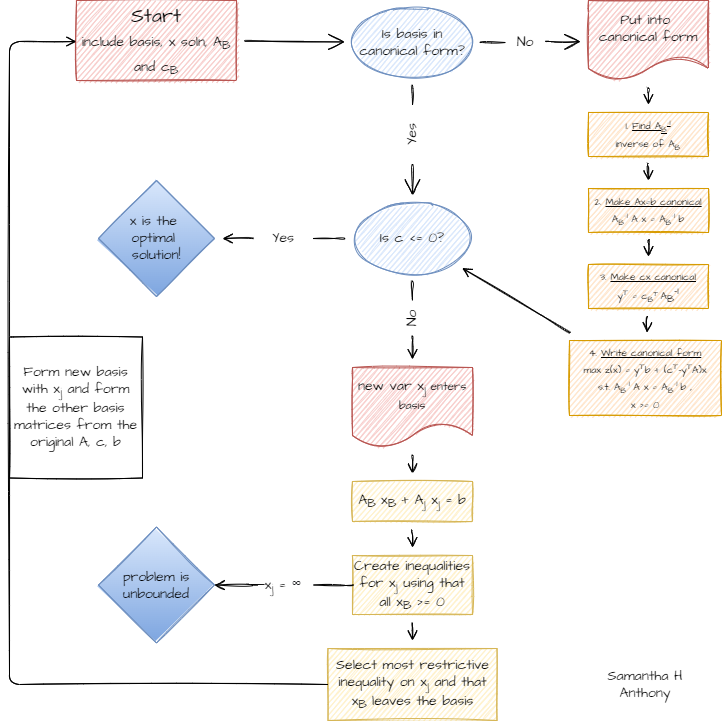 Start
include basis, x soln, A_B
and c_B
Is basis in
canonical form?
No
Put into
canonical form
Yes
1. Find A_B^-1
inverse of A_B
2. Make Ax=b canonical
A_B^-1 A x = A_B^-1 b
3. Make cx canonical
y^T = c_B^T A_B^-1
4. Write canonical form
max z(x) = y^T b + (c^T-y^T A)x
s.t. A_B^-1 A x = A_B^-1 b ,
x >= 0
Is c <= 0?
Yes
x is the
optimal
solution!
No
new var x_j enters
basis
Form new basis
with x_j and form
the other basis
matrices from the
original A, c, b
A_B x_B + A_j x_j = b
Create inequalities
for x_j using that
all x_B >= 0
x_j = ∞
problem is
unbounded
Select most restrictive
inequality on x_j and that
x_B leaves the basis
Samantha H
Anthony